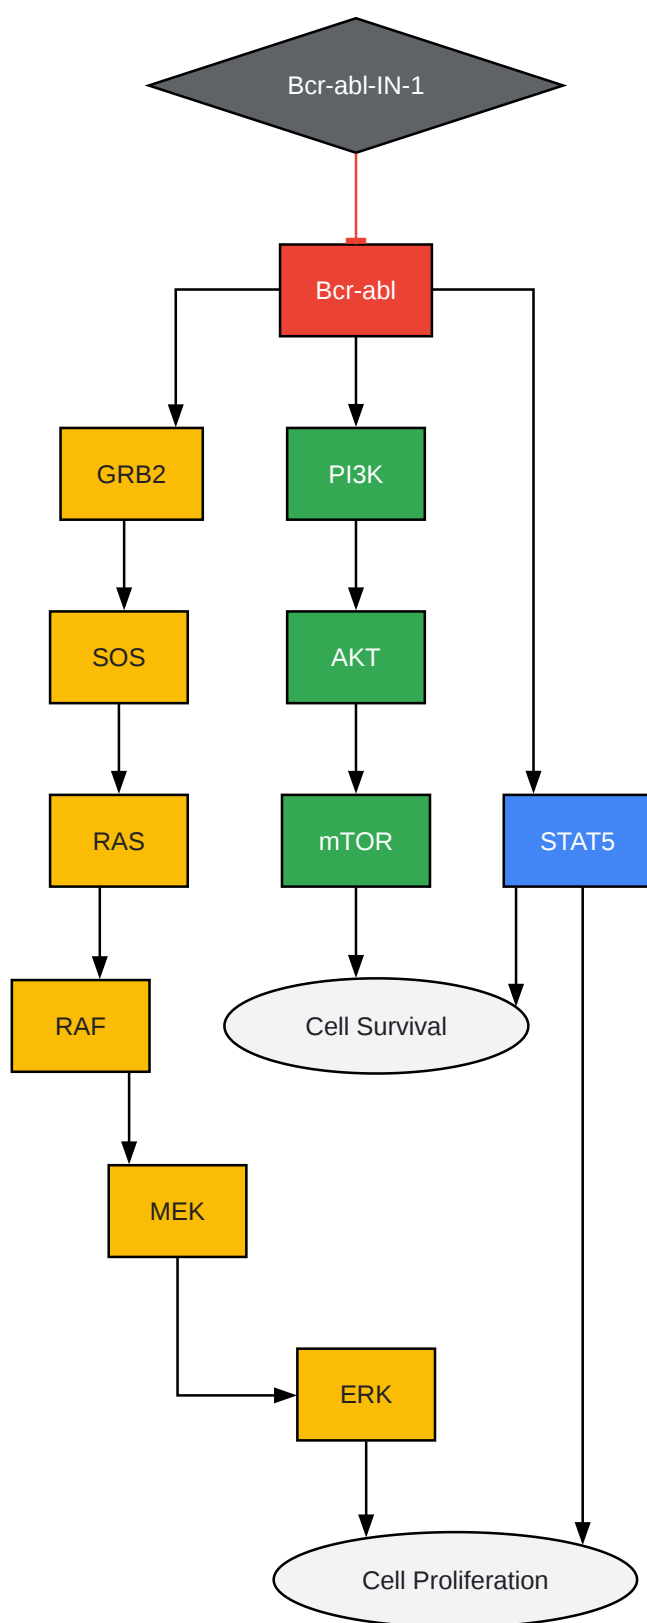 Bcr-abl-IN-1
Bcr-abl
GRB2
PI3K
SOS
AKT
RAS
mTOR
STAT5
RAF
Cell Survival
MEK
ERK
Cell Proliferation